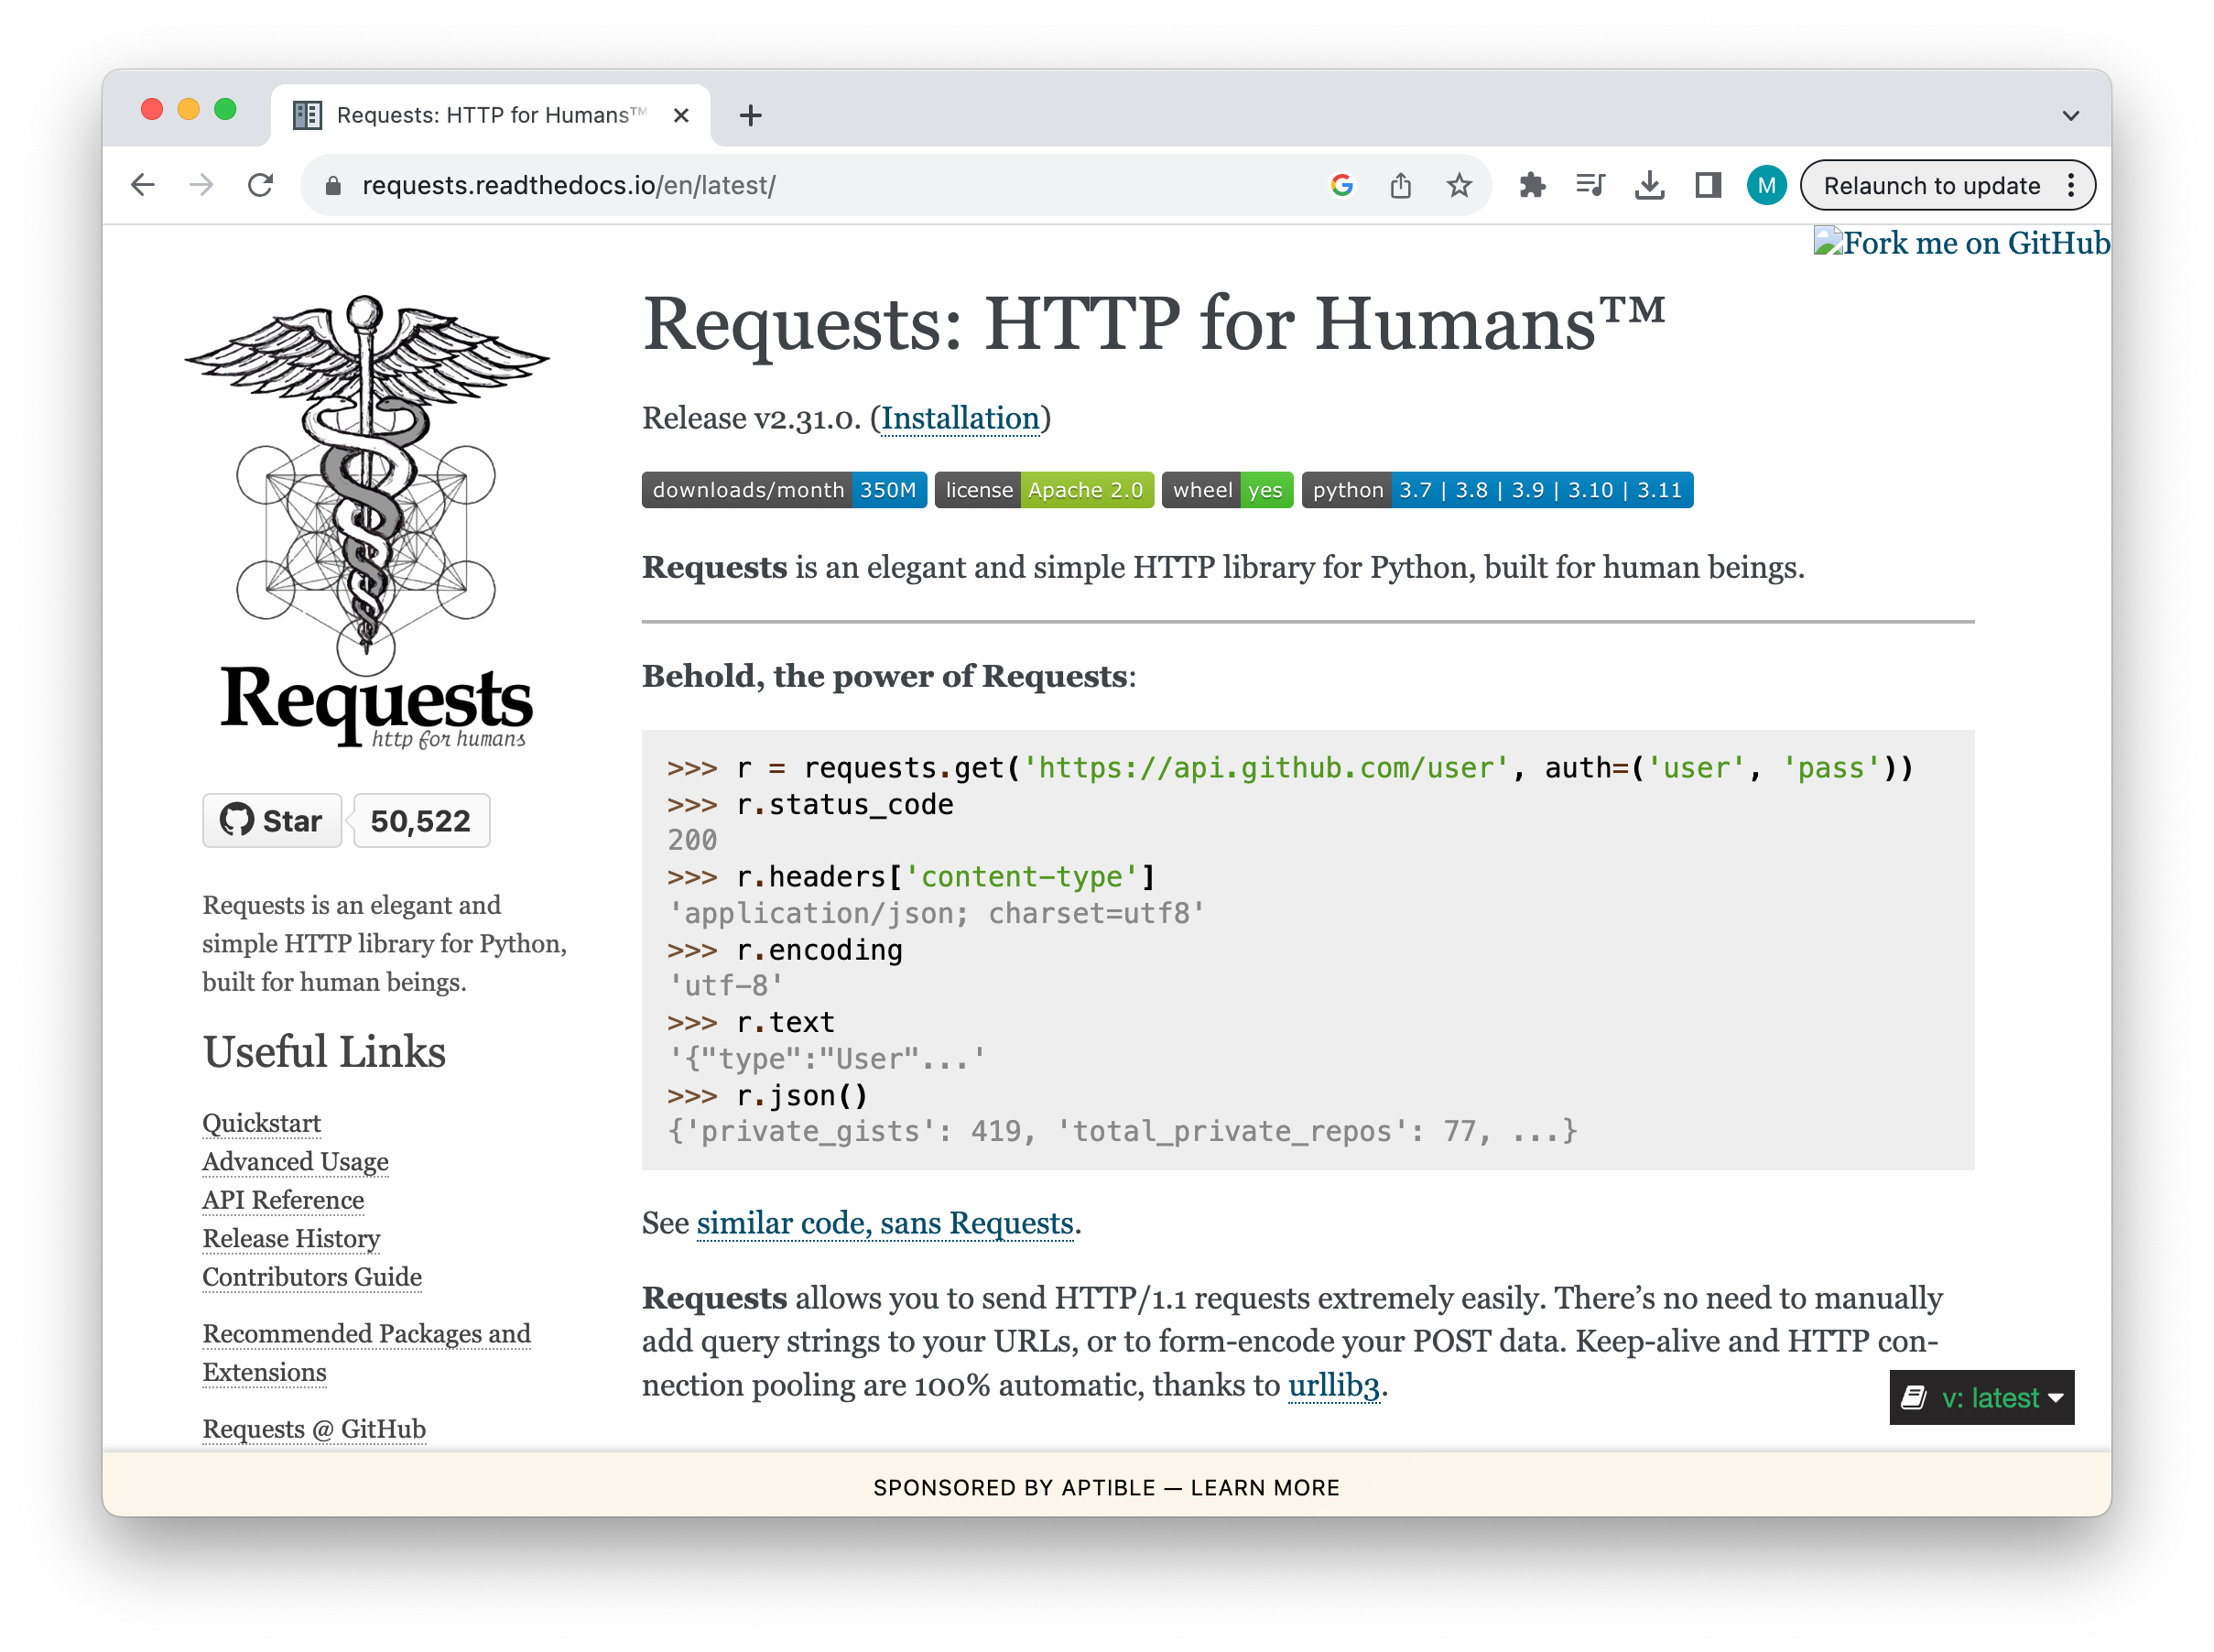 Requests: HTTP for Humans™
requests.readthedocs.io/en/latest/
M
Relaunch to update
Fork me on GitHub
Requests
http for humans
Star
50,522
Requests is an elegant and
simple HTTP library for Python,
built for human beings.
Useful Links
Quickstart
Advanced Usage
API Reference
Release History
Contributors Guide
Recommended Packages and
Extensions
Requests @ GitHub
Requests: HTTP for Humans™
Release v2.31.0. (Installation)
downloads/month 350M license Apache 2.0 wheel yes python 3.7 | 3.8 | 3.9 | 3.10 | 3.11
Requests is an elegant and simple HTTP library for Python, built for human beings.
Behold, the power of Requests:
>>> r = requests.get('https://api.github.com/user', auth=('user', 'pass'))
>>> r.status_code
200
>>> r.headers['content-type']
'application/json; charset=utf8'
>>> r.encoding
'utf-8'
>>> r.text
'{"type":"User"...'
>>> r.json()
{'private_gists': 419, 'total_private_repos': 77, ...}
See similar code, sans Requests.
Requests allows you to send HTTP/1.1 requests extremely easily. There’s no need to manually
add query strings to your URLs, or to form-encode your POST data. Keep-alive and HTTP con-
nection pooling are 100% automatic, thanks to urllib3.
v: latest
SPONSORED BY APTIBLE — LEARN MORE